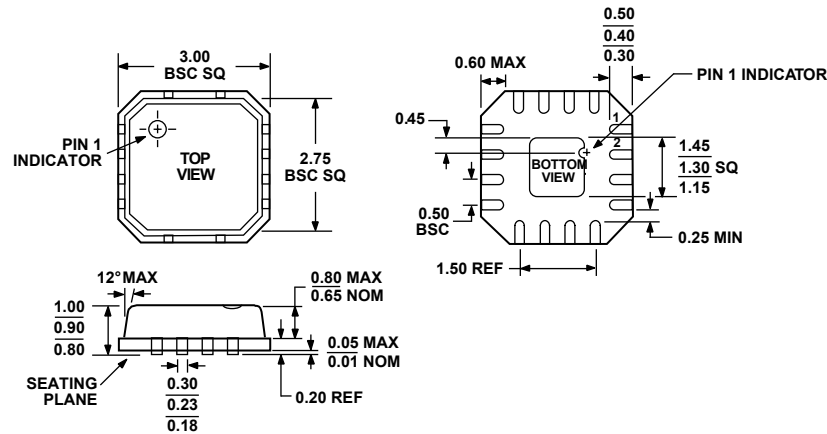 3.00
BSC SQ
PIN 1
INDICATOR
TOP
VIEW
2.75
BSC SQ
0.50
0.40
0.30
0.60 MAX
PIN 1 INDICATOR
0.45
1
2
BOTTOM
VIEW
1.45
1.30 SQ
1.15
0.50
BSC
0.25 MIN
1.50 REF
12° MAX
0.80 MAX
0.65 NOM
1.00
0.90
0.80
0.05 MAX
0.01 NOM
SEATING
PLANE
0.30
0.23
0.18
0.20 REF